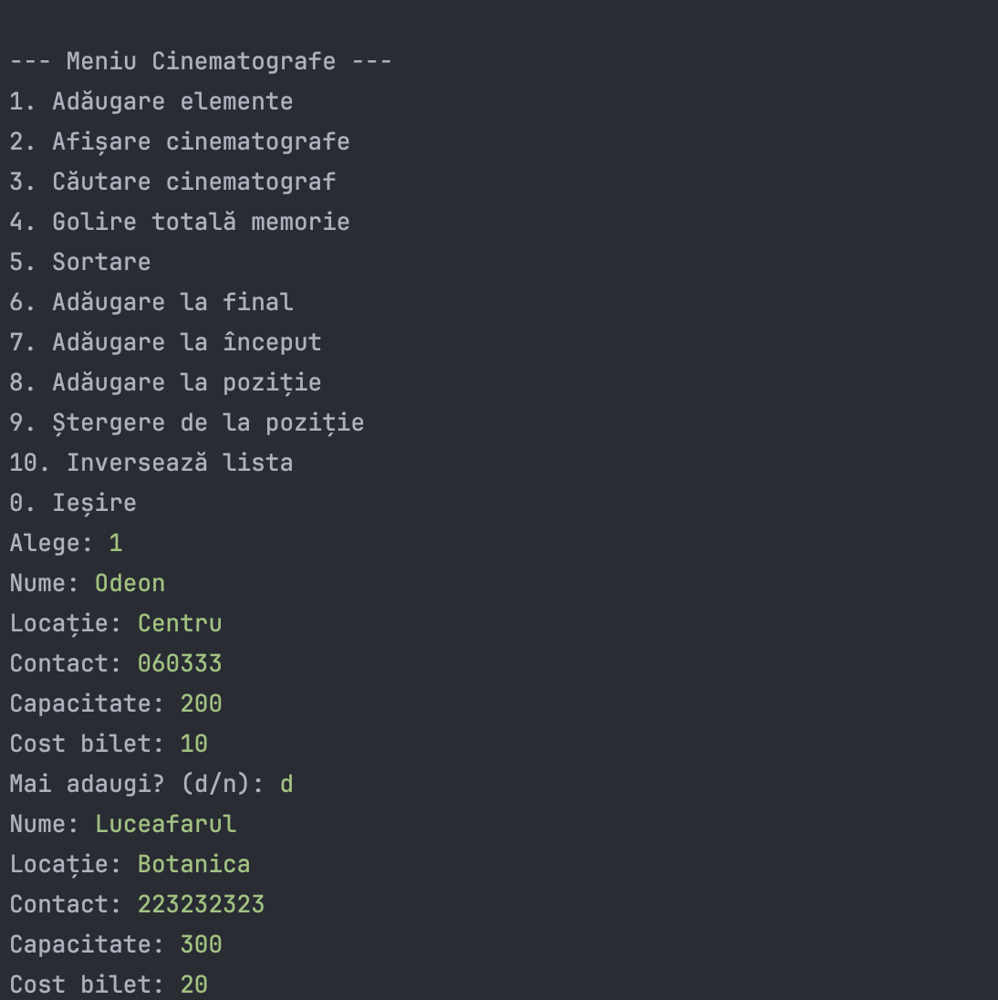 --- Meniu Cinematografe ---
1. Adăugare elemente
2. Afișare cinematografe
3. Căutare cinematograf
4. Golire totală memorie
5. Sortare
6. Adăugare la final
7. Adăugare la început
8. Adăugare la poziție
9. Ștergere de la poziție
10. Inversează lista
0. Ieșire
Alege: 1
Nume: Odeon
Locație: Centru
Contact: 060333
Capacitate: 200
Cost bilet: 10
Mai adaugi? (d/n): d
Nume: Luceafarul
Locație: Botanica
Contact: 223232323
Capacitate: 300
Cost bilet: 20